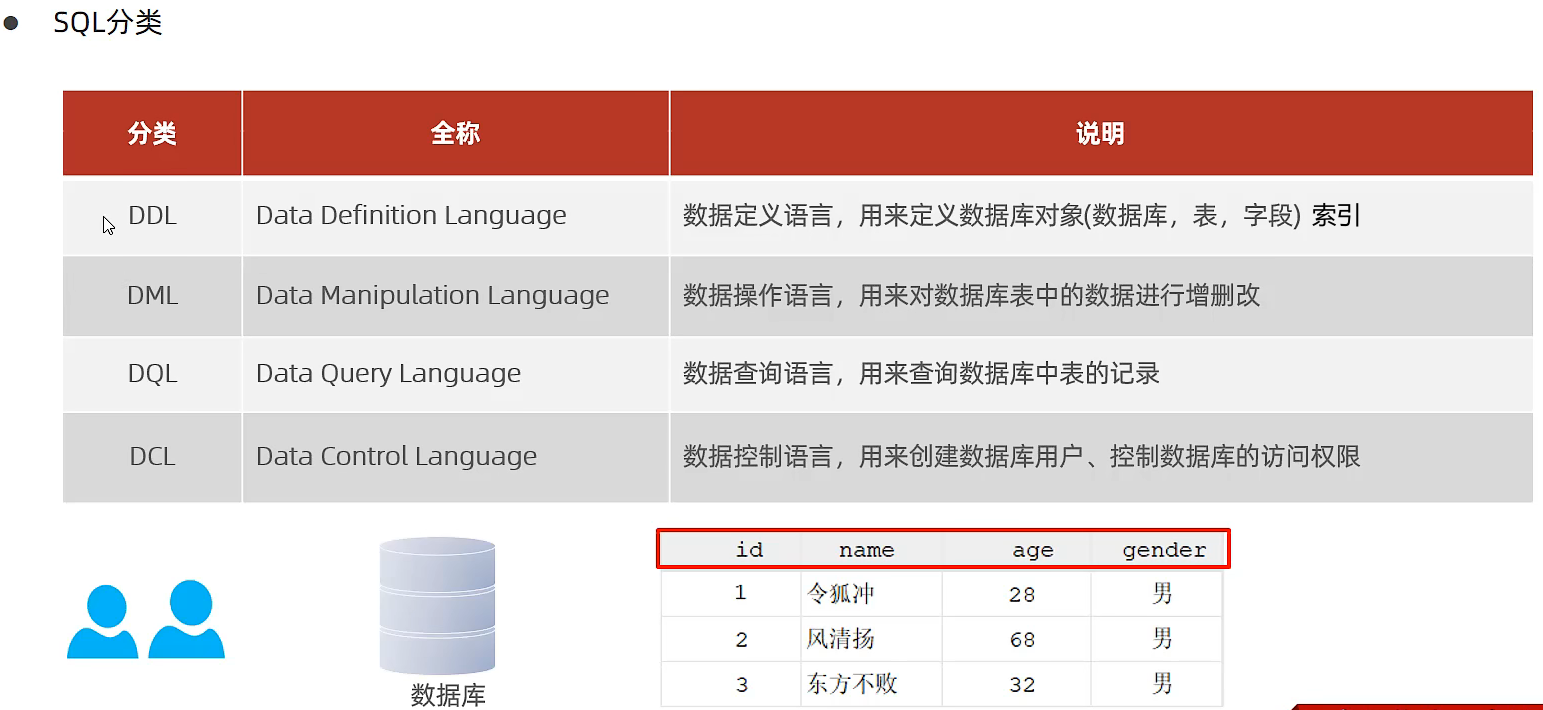 SQL分类
分类 全称 说明
DDL Data Definition Language 数据定义语言，用来定义数据库对象(数据库，表，字段) 索引
DML Data Manipulation Language 数据操作语言，用来对数据库表中的数据进行增删改
DQL Data Query Language 数据查询语言，用来查询数据库中表的记录
DCL Data Control Language 数据控制语言，用来创建数据库用户、控制数据库的访问权限
id name age gender
1 令狐冲 28 男
2 风清扬 68 男
3 东方不败 32 男
数据库